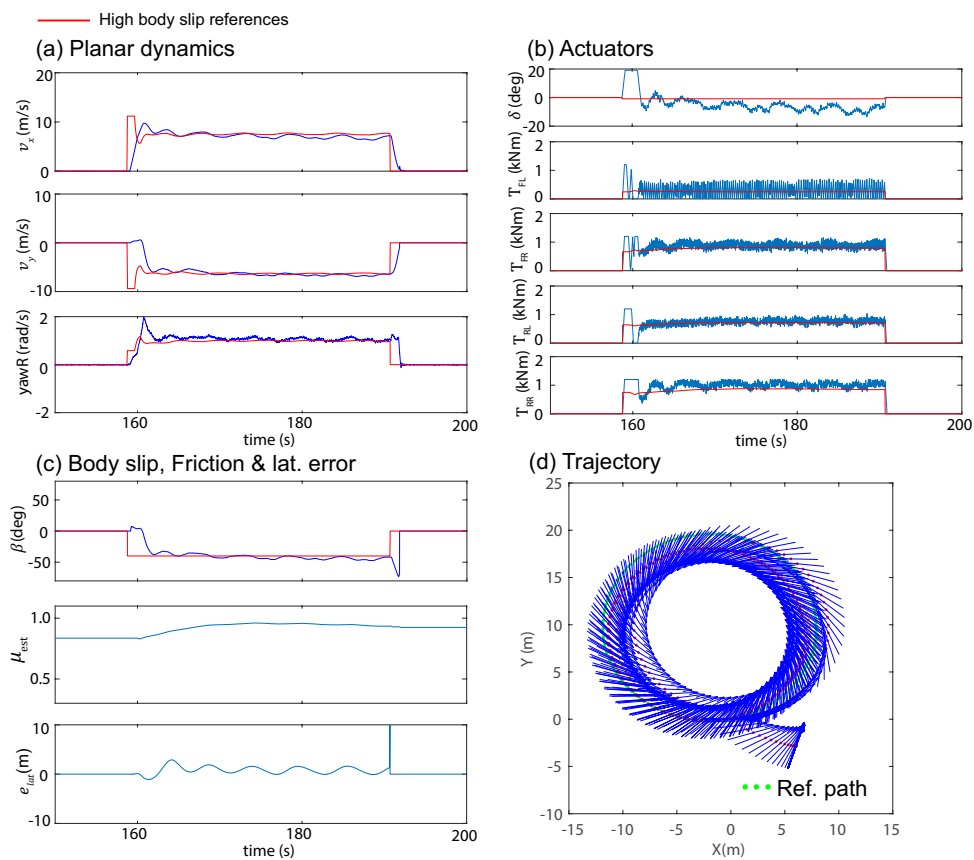 High body slip references
(a) Planar dynamics
20
10
0
v_x (m/s)
10
0
-10
v_y (m/s)
2
0
-2
yawR (rad/s)
160
180
200
time (s)
(b) Actuators
20
0
-20
δ (deg)
2
1
0
T_FL (kNm)
2
1
0
T_FR (kNm)
2
1
0
T_RL (kNm)
2
1
0
T_RR (kNm)
160
180
200
time (s)
(c) Body slip, Friction & lat. error
50
0
-50
β(deg)
1.0
0.5
μ_est
10
0
10
e_lat(m)
160
180
200
time (s)
(d) Trajectory
25
20
15
10
5
0
-5
-10
Y (m)
Ref. path
-15
-10
-5
0
5
10
15
X(m)